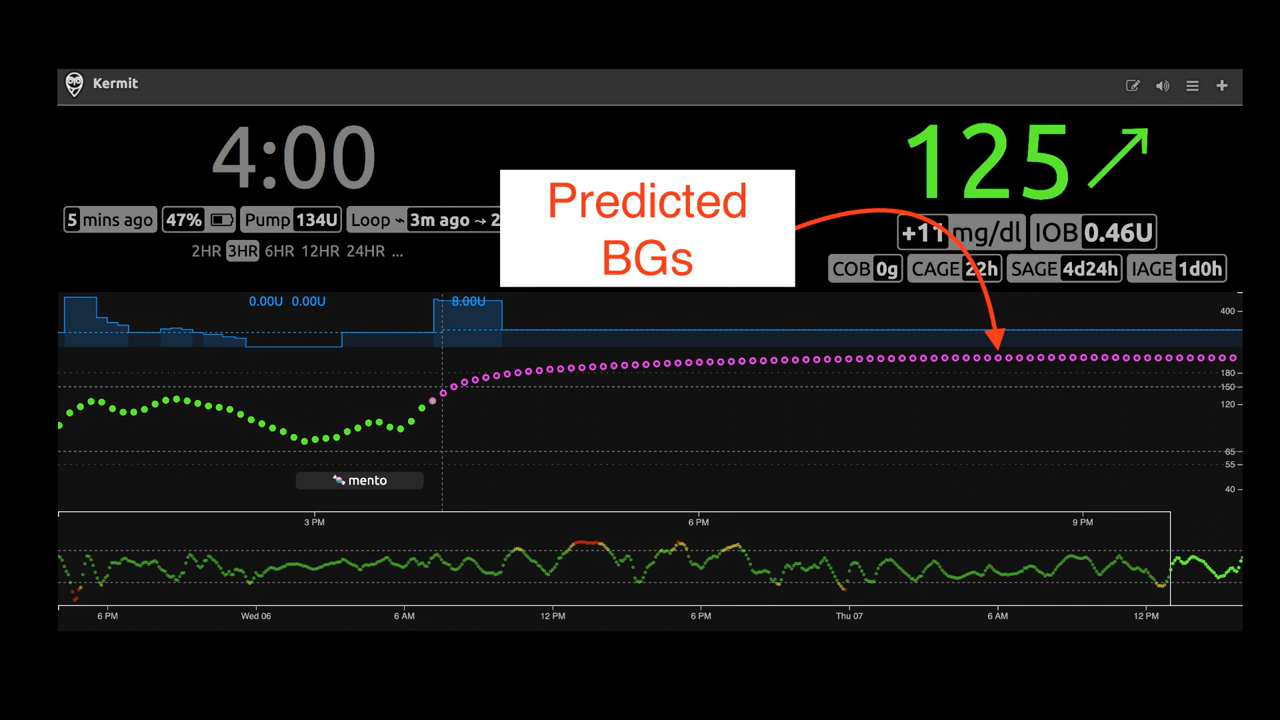 Kermit
4:00
125
Predicted
BGs
5 mins ago 47% Pump 134U Loop ⌁ 3m ago → 2
+11 mg/dl IOB 0.46U
2HR 3HR 6HR 12HR 24HR ...
COB 0g CAGE 22h SAGE 4d24h IAGE 1d0h
0.00U 0.00U 8.00U
400
180
150
120
65
55
40
🍬 mento
3 PM 6 PM 9 PM
6 PM Wed 06 6 AM 12 PM 6 PM Thu 07 6 AM 12 PM